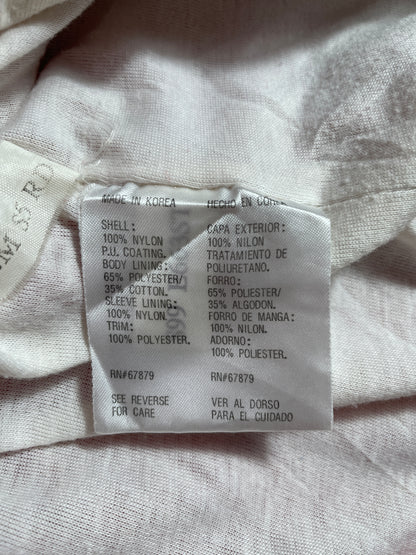 MADE IN KOREA
SHELL:
100% NYLON
P.U. COATING.
BODY LINING:
65% POLYESTER/
35% COTTON.
SLEEVE LINING:
100% NYLON.
TRIM:
100% POLYESTER.
RN#67879
SEE REVERSE
FOR CARE
HECHO EN COREA
CAPA EXTERIOR:
100% NILON
TRATAMIENTO DE
POLIURETANO.
FORRO:
65% POLIESTER/
35% ALGODON.
FORRO DE MANGA:
100% NILON.
ADORNO:
100% POLIESTER.
RN#67879
VER AL DORSO
PARA EL CUIDADO